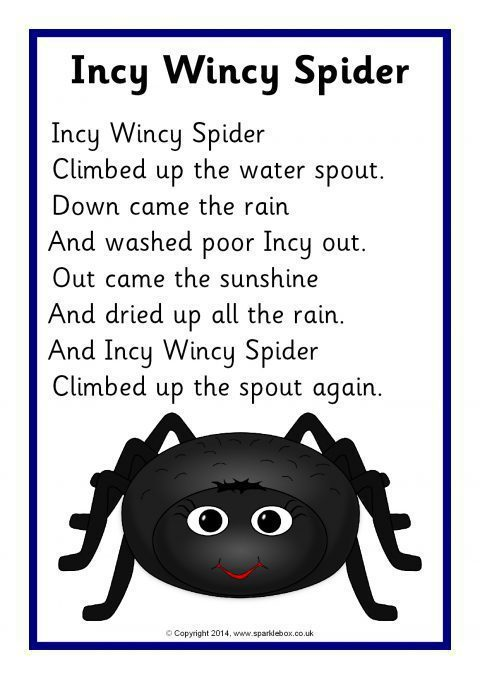 Incy Wincy Spider
Incy Wincy Spider
Climbed up the water spout.
Down came the rain
And washed poor Incy out.
Out came the sunshine
And dried up all the rain.
And Incy Wincy Spider
Climbed up the spout again.
© Copyright 2014, www.sparklebox.co.uk